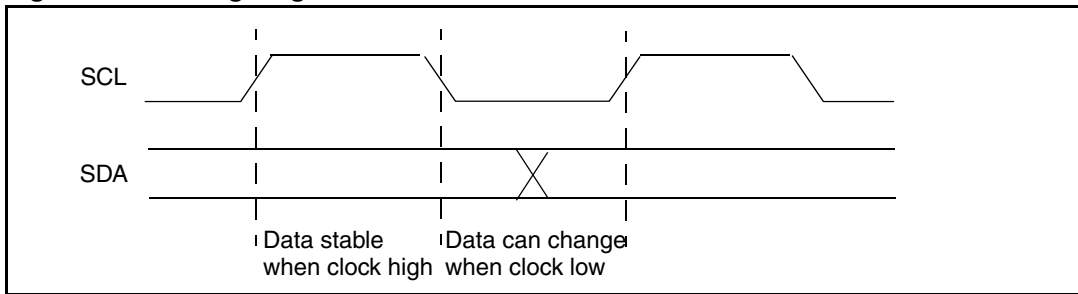 SCL
SDA
Data stable
when clock high
Data can change
when clock low